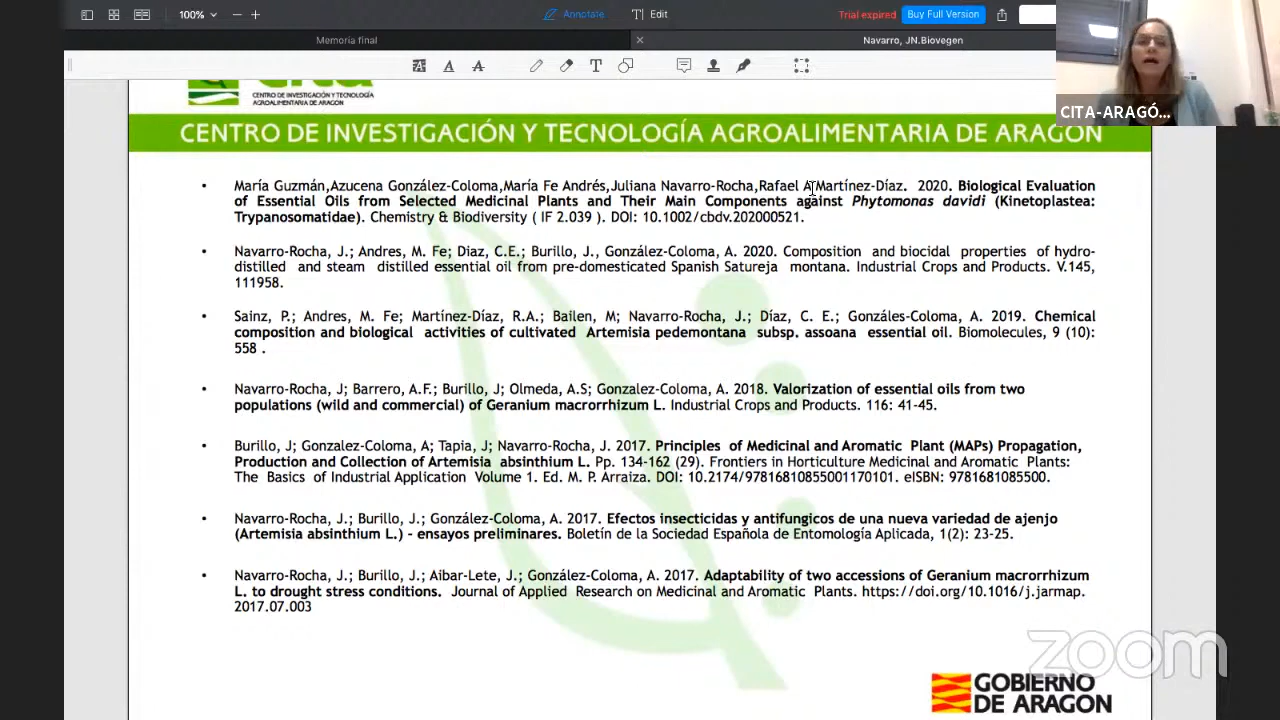 100%
Annotate
Edit
Trial expired
Buy Full Version
Memoria final
Navarro, JN.Biovegen
CENTRO DE INVESTIGACIÓN Y TECNOLOGÍA
AGROALIMENTARIA DE ARAGÓN
CITA-ARAGÓ...
CENTRO DE INVESTIGACIÓN Y TECNOLOGÍA AGROALIMENTARIA DE ARAGÓN
• María Guzmán,Azucena González-Coloma,María Fe Andrés,Juliana Navarro-Rocha,Rafael A Martínez-Díaz. 2020. Biological Evaluation
of Essential Oils from Selected Medicinal Plants and Their Main Components against Phytomonas davidi (Kinetoplastea:
Trypanosomatidae). Chemistry & Biodiversity ( IF 2.039 ). DOI: 10.1002/cbdv.202000521.
• Navarro-Rocha, J.; Andres, M. Fe; Diaz, C.E.; Burillo, J., González-Coloma, A. 2020. Composition and biocidal properties of hydro-
distilled and steam distilled essential oil from pre-domesticated Spanish Satureja montana. Industrial Crops and Products. V.145,
111958.
• Sainz, P.; Andres, M. Fe; Martínez-Díaz, R.A.; Bailen, M; Navarro-Rocha, J.; Díaz, C. E.; Gonzáles-Coloma, A. 2019. Chemical
composition and biological activities of cultivated Artemisia pedemontana subsp. assoana essential oil. Biomolecules, 9 (10):
558 .
• Navarro-Rocha, J; Barrero, A.F.; Burillo, J; Olmeda, A.S; Gonzalez-Coloma, A. 2018. Valorization of essential oils from two
populations (wild and commercial) of Geranium macrorrhizum L. Industrial Crops and Products. 116: 41-45.
• Burillo, J; Gonzalez-Coloma, A; Tapia, J; Navarro-Rocha, J. 2017. Principles of Medicinal and Aromatic Plant (MAPs) Propagation,
Production and Collection of Artemisia absinthium L. Pp. 134-162 (29). Frontiers in Horticulture Medicinal and Aromatic Plants:
The Basics of Industrial Application Volume 1. Ed. M. P. Arraiza. DOI: 10.2174/97816810855001170101. eISBN: 9781681085500.
• Navarro-Rocha, J.; Burillo, J.; González-Coloma, A. 2017. Efectos insecticidas y antifungicos de una nueva variedad de ajenjo
(Artemisia absinthium L.) - ensayos preliminares. Boletín de la Sociedad Española de Entomología Aplicada, 1(2): 23-25.
• Navarro-Rocha, J.; Burillo, J.; Aibar-Lete, J.; González-Coloma, A. 2017. Adaptability of two accessions of Geranium macrorrhizum
L. to drought stress conditions. Journal of Applied Research on Medicinal and Aromatic Plants. https://doi.org/10.1016/j.jarmap.
2017.07.003
zoom
GOBIERNO
DE ARAGON